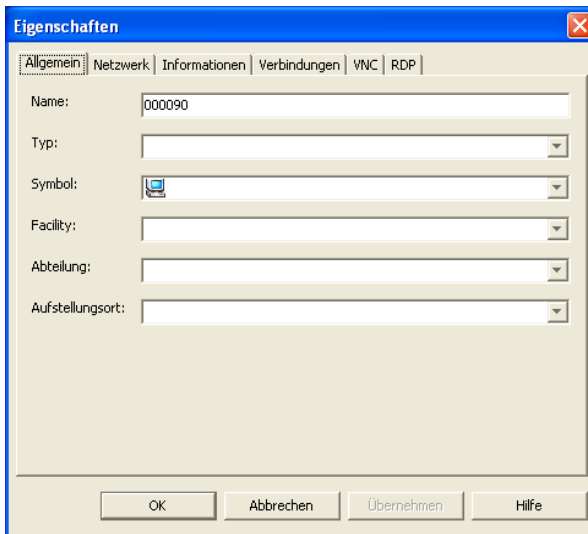 Eigenschaften
Allgemein Netzwerk Informationen Verbindungen VNC RDP
Name: 000090
Typ:
Symbol:
Facility:
Abteilung:
Aufstellungsort:
OK Abbrechen Übernehmen Hilfe